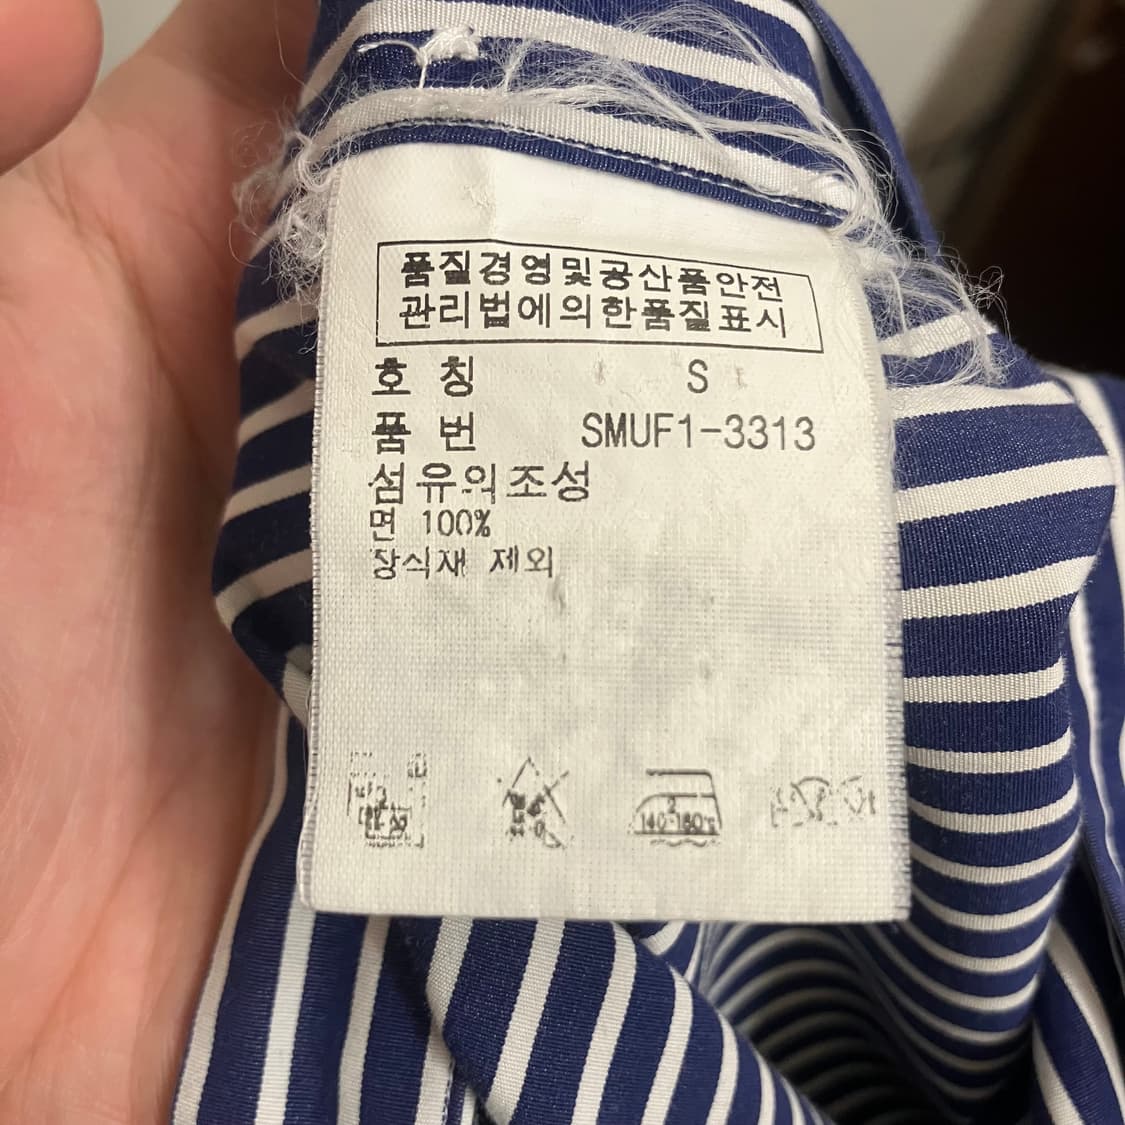 품질경영및공산품안전
관리법에의한품질표시
호 칭 S
품 번 SMUF1-3313
섬유의조성
면 100%
장식재 제외
2
140~160℃